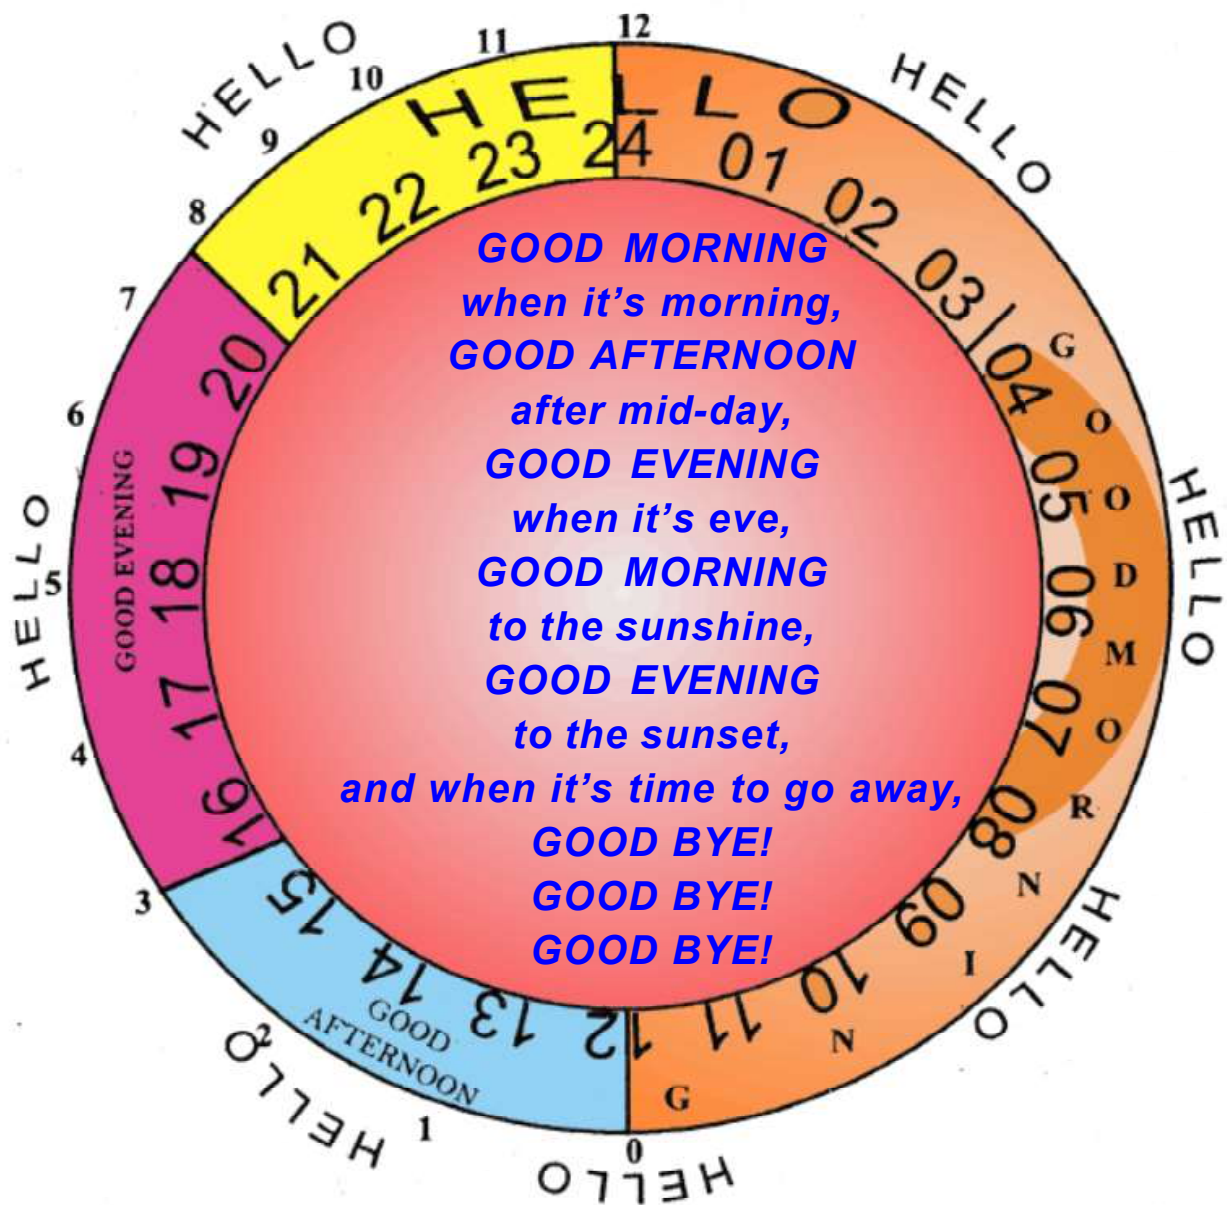 HELLO
HELLO
HELLO
HELLO
HELLO
HELLO
HELLO
HELLO
12
11
10
9
8
7
6
5
4
3
2
1
0
HELLO
24
01
02
03
04
05
06
07
08
09
10
11
12
13
14
15
16
17
18
19
20
21
22
23
GOOD MORNING
GOOD
AFTERNOON
GOOD EVENING
GOOD MORNING
when it’s morning,
GOOD AFTERNOON
after mid-day,
GOOD EVENING
when it’s eve,
GOOD MORNING
to the sunshine,
GOOD EVENING
to the sunset,
and when it’s time to go away,
GOOD BYE!
GOOD BYE!
GOOD BYE!